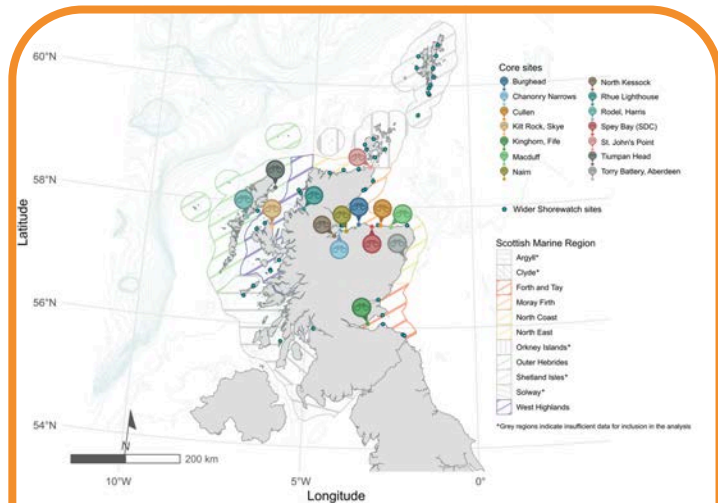 60°N
58°N
56°N
54°N
Latitude
10°W
5°W
0°
Longitude
N
200 km
Core sites
Burghead
Chanonry Narrows
Cullen
Kilt Rock, Skye
Kinghorn, Fife
Macduff
Nairn
North Kessock
Rhue Lighthouse
Rodel, Harris
Spey Bay (SDC)
St. John's Point
Tiumpan Head
Torry Battery, Aberdeen
Wider Shorewatch sites
Scottish Marine Region
Argyll*
Clyde*
Forth and Tay
Moray Firth
North Coast
North East
Orkney Islands*
Outer Hebrides
Shetland Isles*
Solway*
West Highlands
*Grey regions indicate insufficient data for inclusion in the analysis